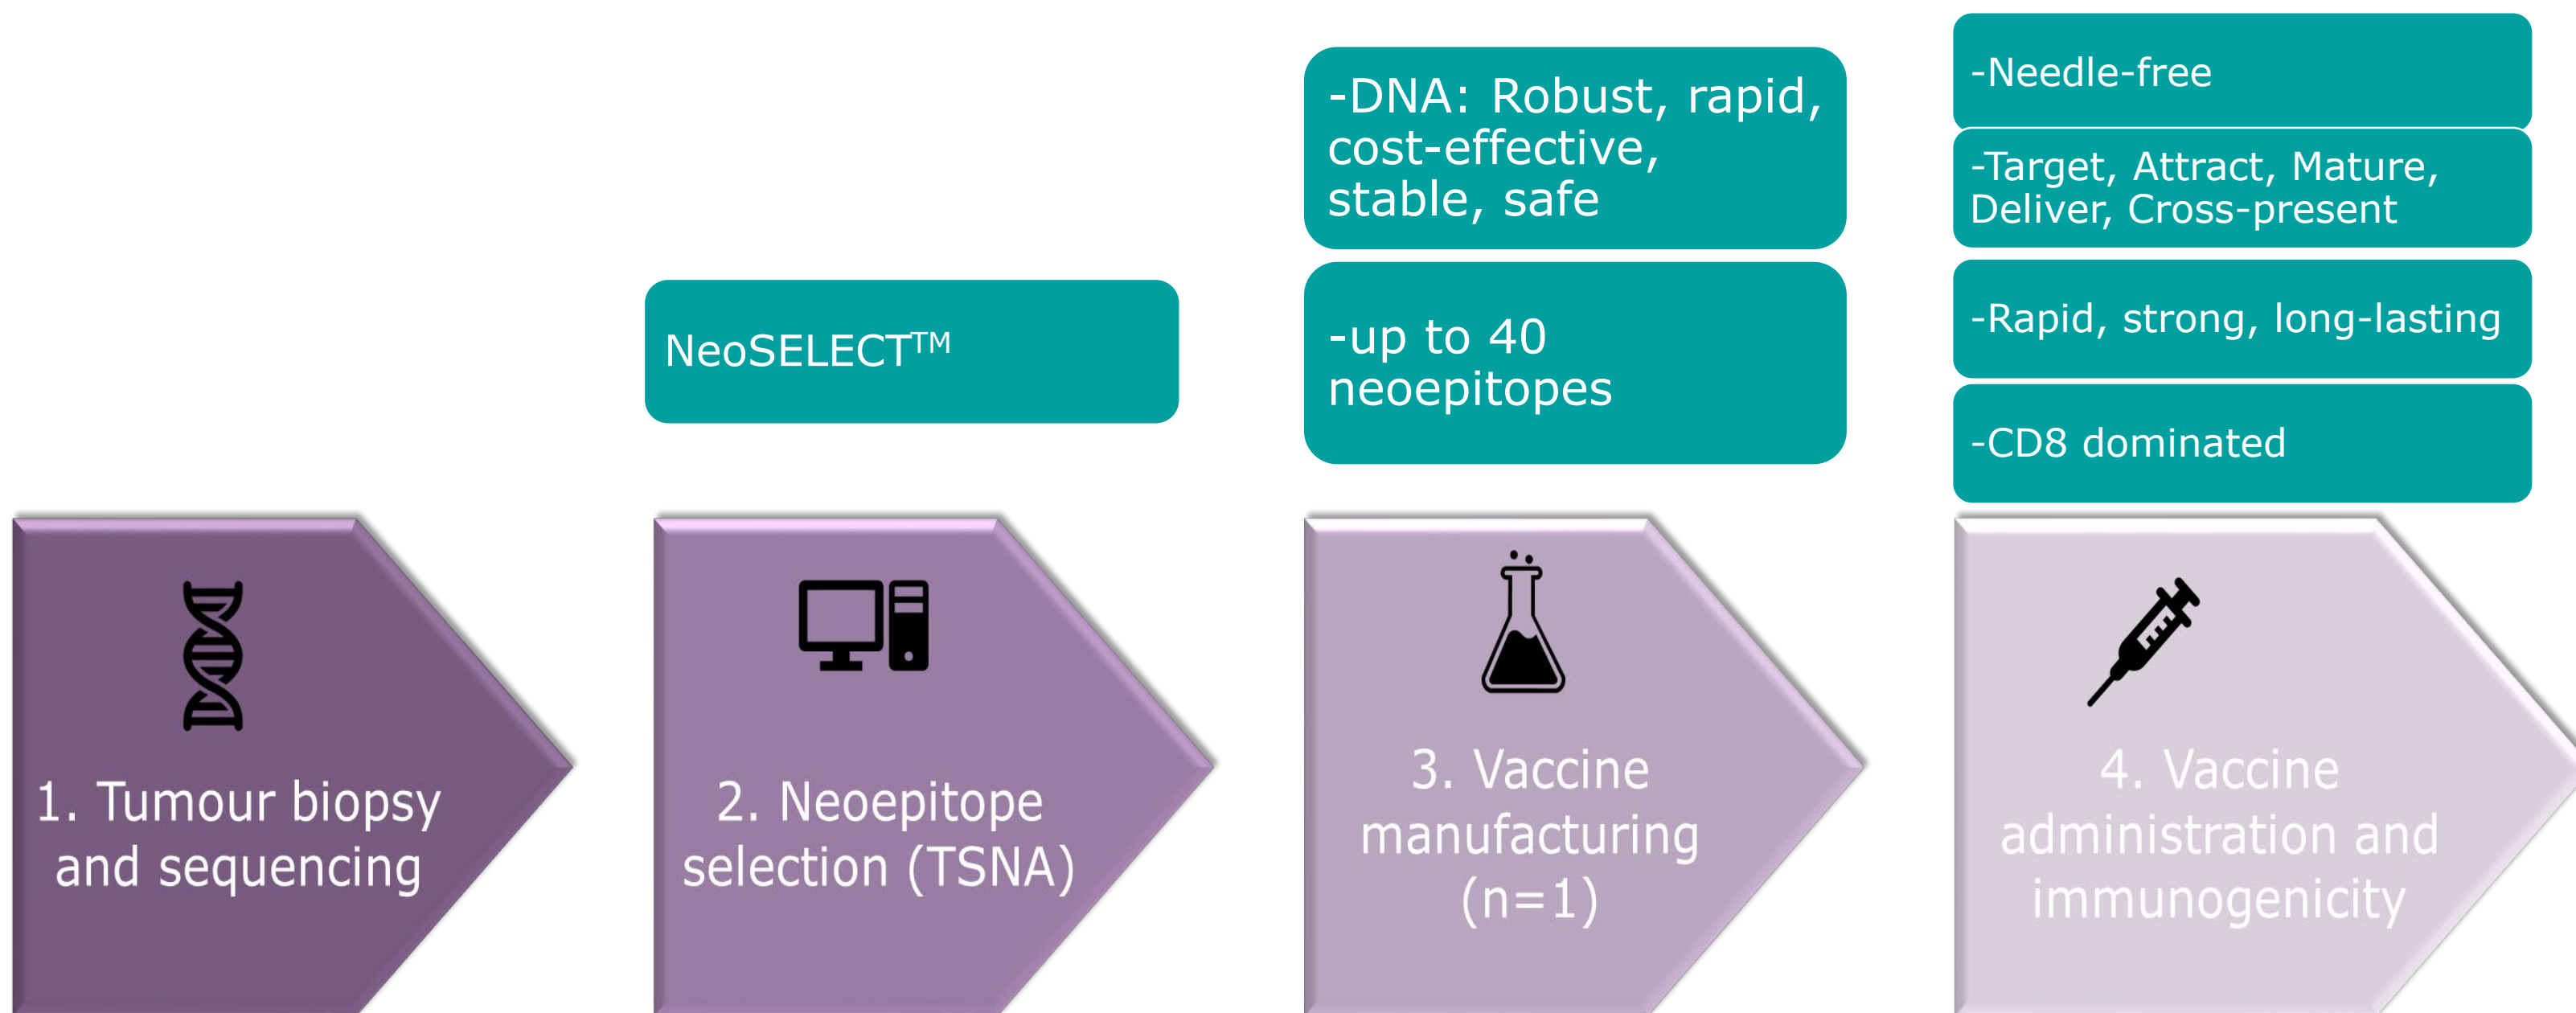 NeoSELECT™
-DNA: Robust, rapid,
cost-effective,
stable, safe
-up to 40
neoepitopes
-Needle-free
-Target, Attract, Mature,
Deliver, Cross-present
-Rapid, strong, long-lasting
-CD8 dominated
1. Tumour biopsy
and sequencing
2. Neoepitope
selection (TSNA)
3. Vaccine
manufacturing
(n=1)
4. Vaccine
administration and
immunogenicity